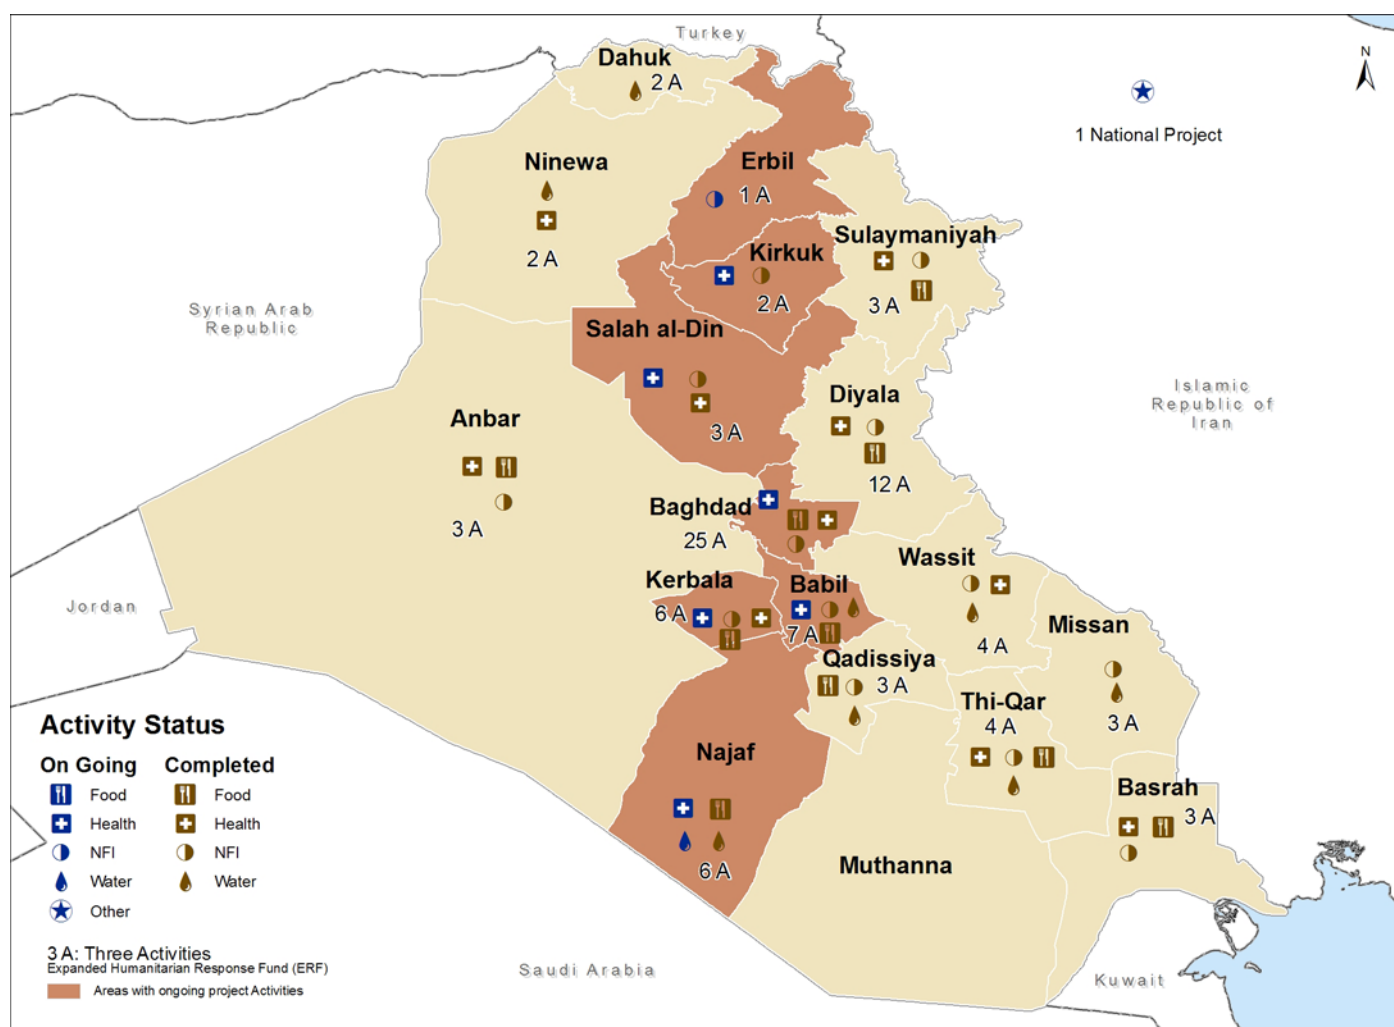 Turkey
N
Dahuk
2 A
1 National Project
Ninewa
2 A
Erbil
1 A
Sulaymaniyah
3 A
Kirkuk
2 A
Syrian Arab
Republic
Salah al-Din
3 A
Islamic
Republic of
Iran
Diyala
12 A
Anbar
3 A
Baghdad
25 A
Wassit
4 A
Kerbala
6 A
Babil
7 A
Jordan
Missan
3 A
Qadissiya
3 A
Thi-Qar
4 A
Najaf
6 A
Basrah
3 A
Muthanna
Saudi Arabia
Kuwait
Activity Status
On Going Completed
Food Food
Health Health
NFI NFI
Water Water
Other
3 A: Three Activities
Expanded Humanitarian Response Fund (ERF)
Areas with ongoing project Activities